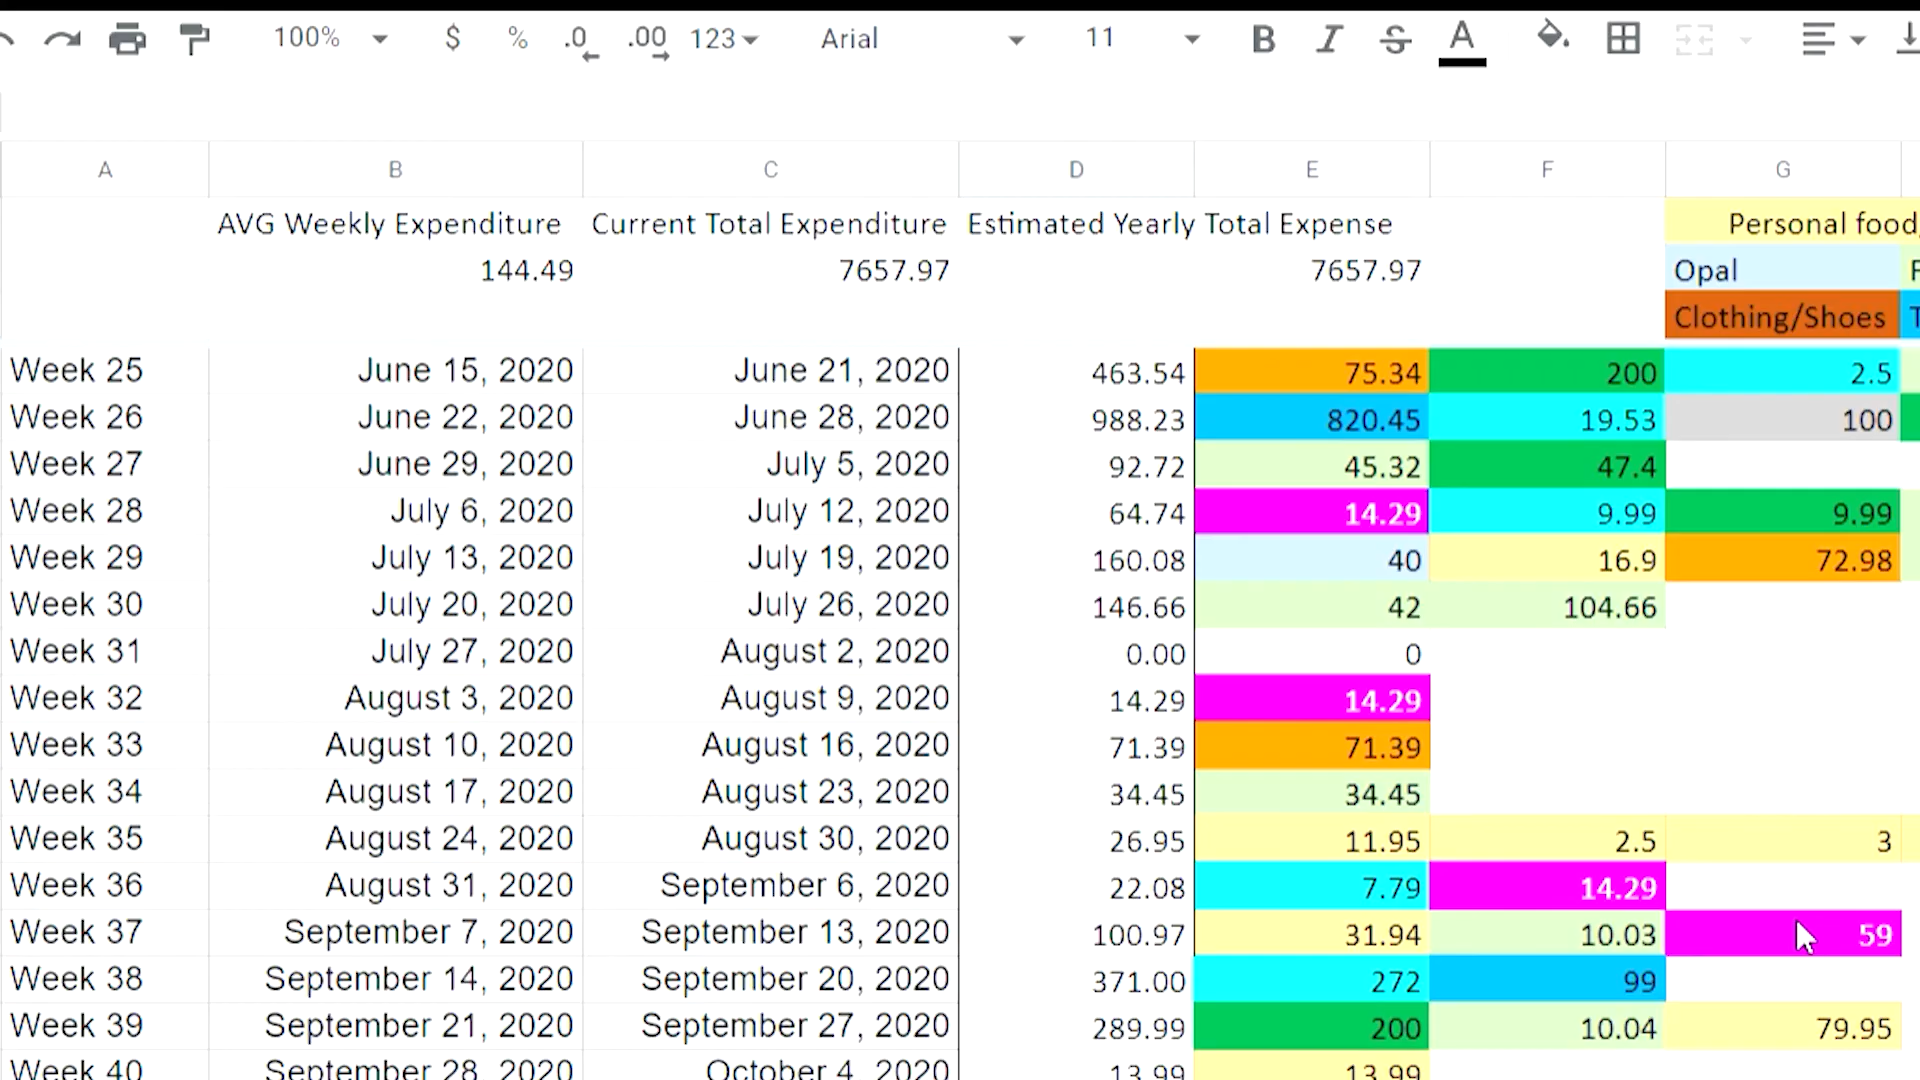 100% $ % .0 .00 123 Arial 11 B I S A
A B C D E F G
AVG Weekly Expenditure Current Total Expenditure Estimated Yearly Total Expense Personal food,
144.49 7657.97 7657.97 Opal
Clothing/Shoes
Week 25 June 15, 2020 June 21, 2020 463.54 75.34 200 2.5
Week 26 June 22, 2020 June 28, 2020 988.23 820.45 19.53 100
Week 27 June 29, 2020 July 5, 2020 92.72 45.32 47.4
Week 28 July 6, 2020 July 12, 2020 64.74 14.29 9.99 9.99
Week 29 July 13, 2020 July 19, 2020 160.08 40 16.9 72.98
Week 30 July 20, 2020 July 26, 2020 146.66 42 104.66
Week 31 July 27, 2020 August 2, 2020 0.00 0
Week 32 August 3, 2020 August 9, 2020 14.29 14.29
Week 33 August 10, 2020 August 16, 2020 71.39 71.39
Week 34 August 17, 2020 August 23, 2020 34.45 34.45
Week 35 August 24, 2020 August 30, 2020 26.95 11.95 2.5 3
Week 36 August 31, 2020 September 6, 2020 22.08 7.79 14.29
Week 37 September 7, 2020 September 13, 2020 100.97 31.94 10.03 59
Week 38 September 14, 2020 September 20, 2020 371.00 272 99
Week 39 September 21, 2020 September 27, 2020 289.99 200 10.04 79.95
Week 40 September 28, 2020 October 4, 2020 13.99 13.99